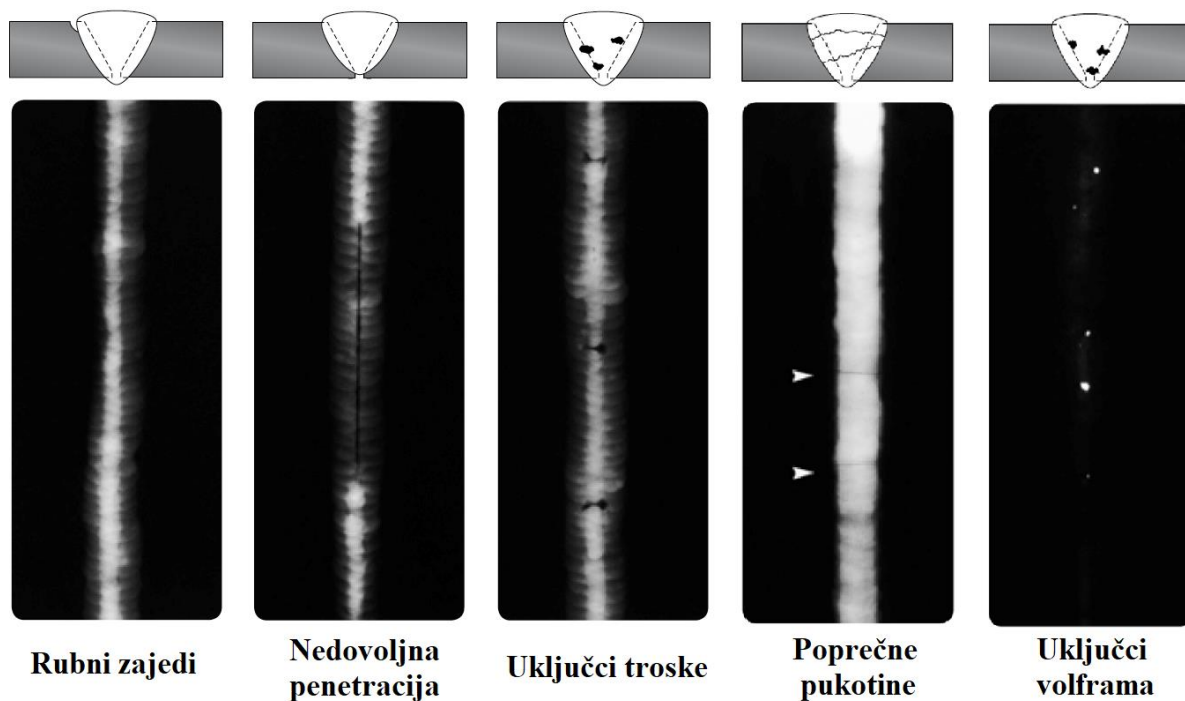 Rubni zajedi
Nedovoljna
penetracija
Uključci troske
Poprečne
pukotine
Uključci
volframa